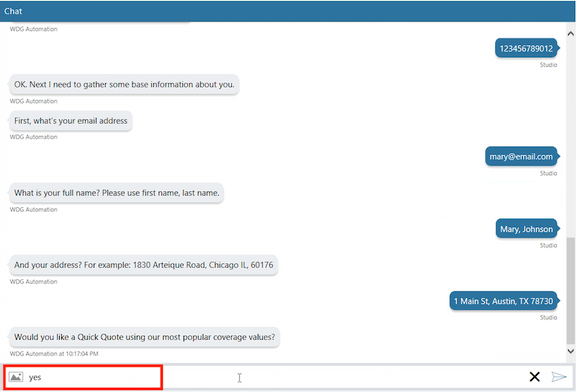 Chat
WDG Automation
123456789012
Studio
OK. Next I need to gather some base information about you.
WDG Automation
First, what's your email address
WDG Automation
mary@email.com
Studio
What is your full name? Please use first name, last name.
WDG Automation
Mary, Johnson
Studio
And your address? For example: 1830 Arteique Road, Chicago IL, 60176
WDG Automation
1 Main St, Austin, TX 78730
Studio
Would you like a Quick Quote using our most popular coverage values?
WDG Automation at 10:17:04 PM
yes